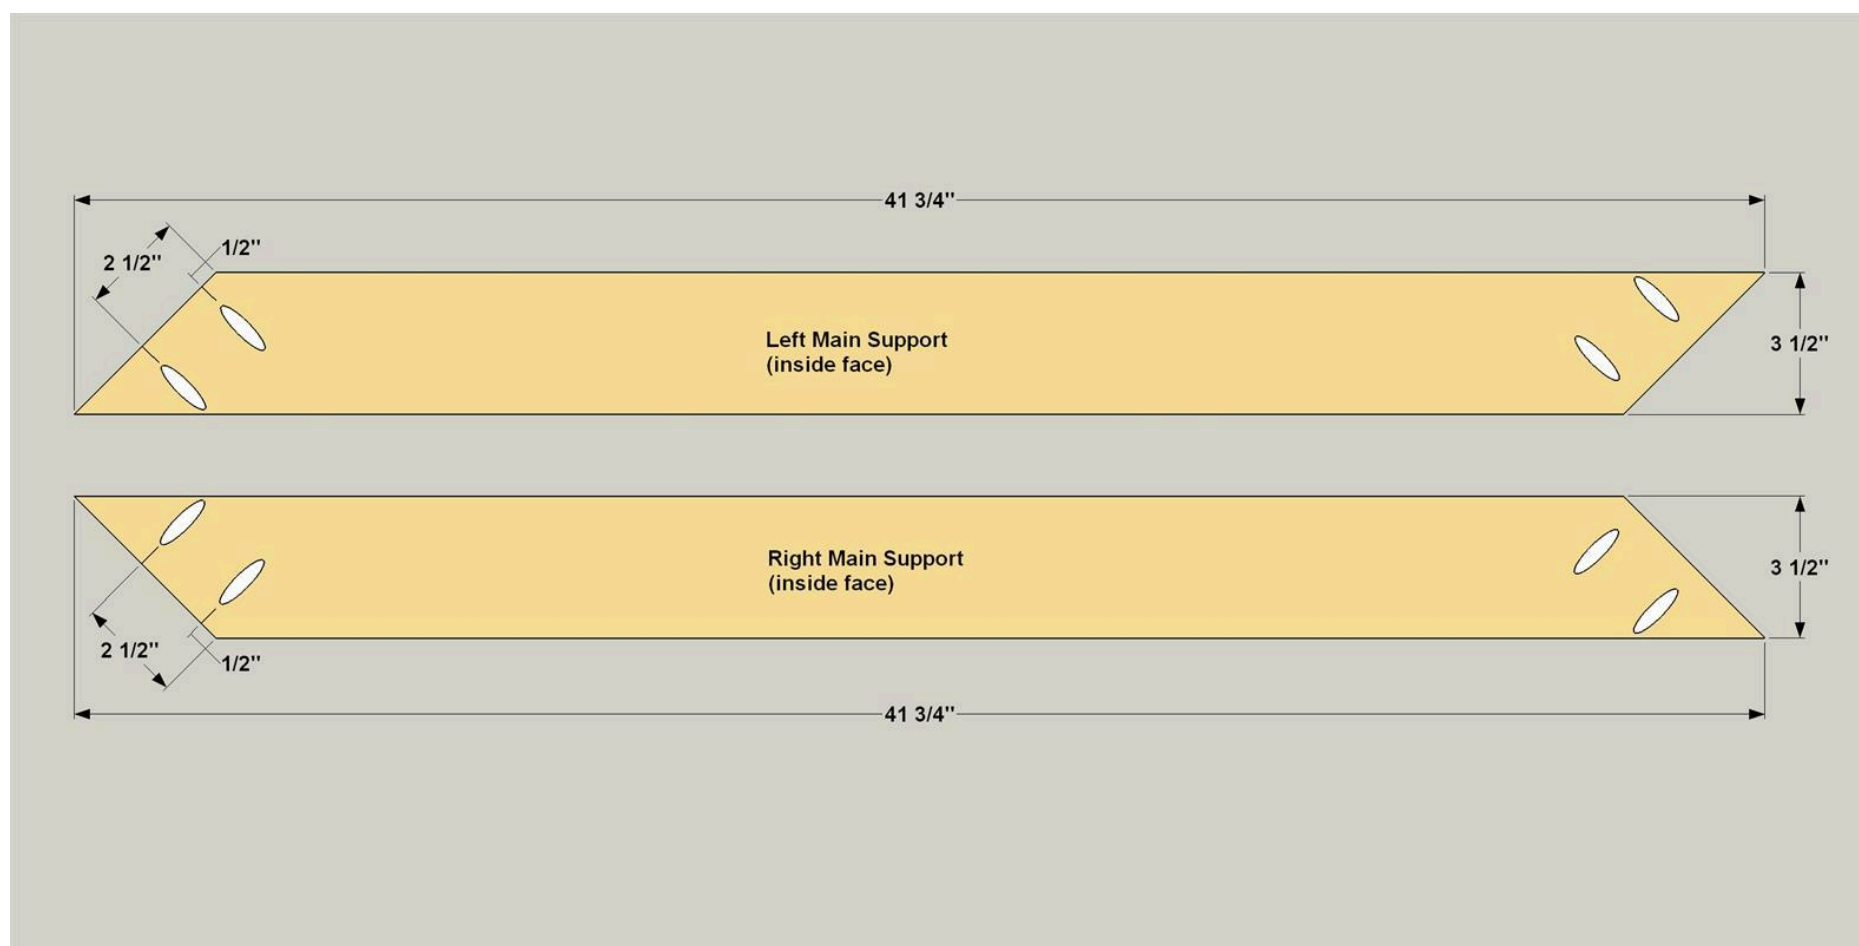 41 3/4"
2 1/2"
1/2"
Left Main Support
(inside face)
3 1/2"
Right Main Support
(inside face)
3 1/2"
2 1/2"
1/2"
41 3/4"